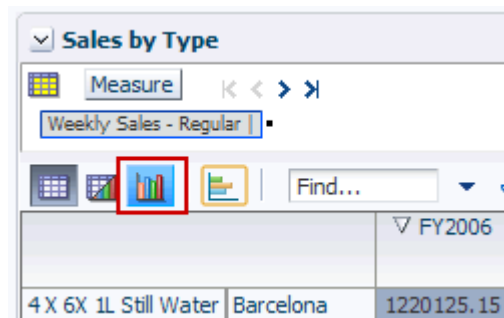 Sales by Type
Measure
Weekly Sales - Regular |
Find...
FY2006
4 X 6X 1L Still Water Barcelona 1220125.15